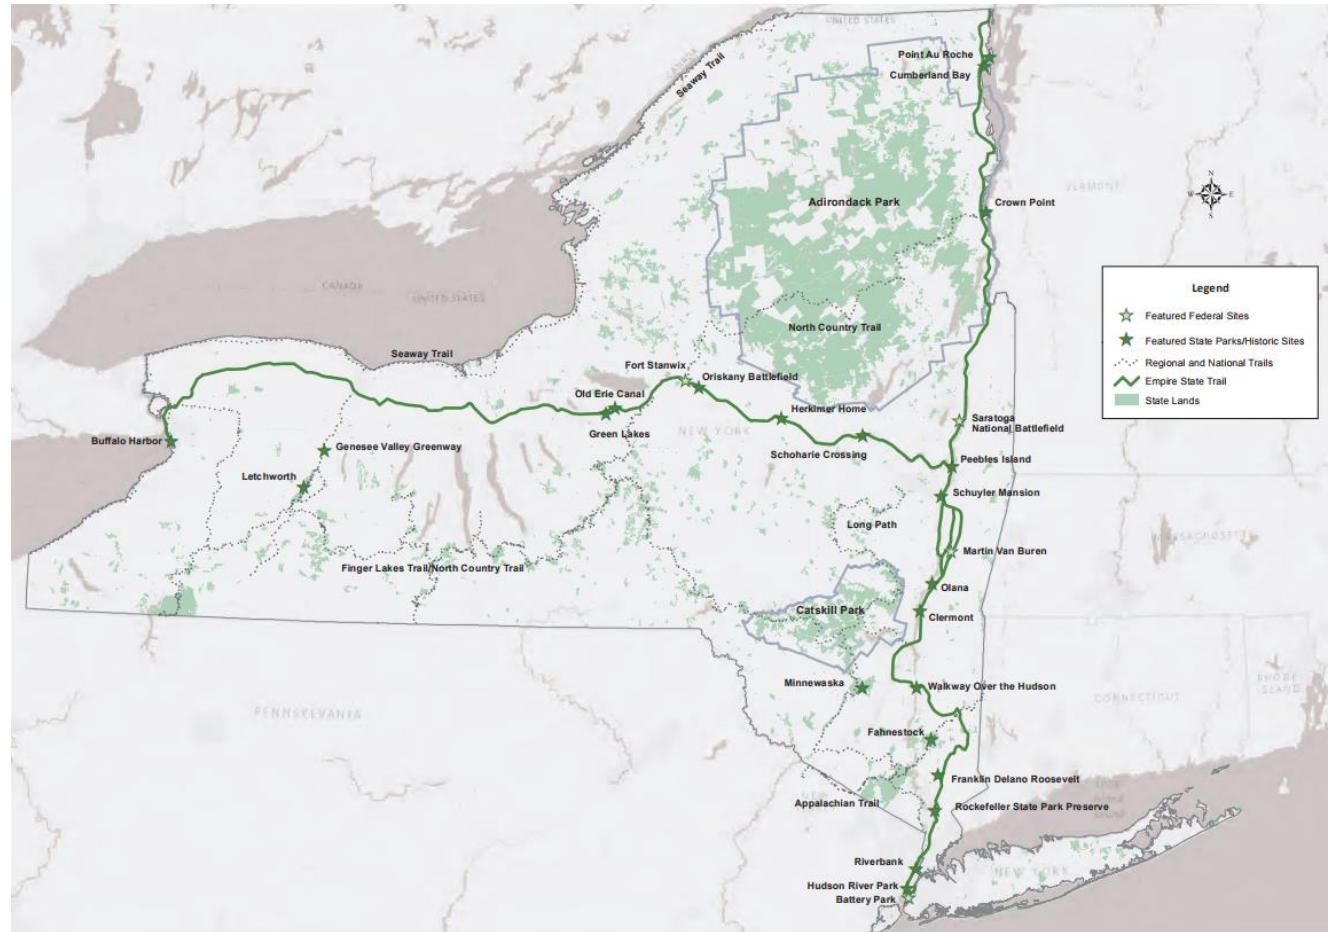 UNITED STATES
CANADA
Seaway Trail
Point Au Roche
Cumberland Bay
VERMONT
N
W
E
S
Adirondack Park
Crown Point
CANADA
UNITED STATES
Legend
Featured Federal Sites
Featured State Parks/Historic Sites
Regional and National Trails
Empire State Trail
State Lands
North Country Trail
Seaway Trail
Fort Stanwix
Oriskany Battlefield
Old Erie Canal
Herkimer Home
Green Lakes
NEW YORK
Saratoga
National Battlefield
Buffalo Harbor
Genesee Valley Greenway
Schoharie Crossing
Peebles Island
Letchworth
Schuyler Mansion
Long Path
MASSACHUSETTS
Martin Van Buren
Finger Lakes Trail/North Country Trail
Olana
Catskill Park
Clermont
Minnewaska
Walkway Over the Hudson
CONNECTICUT
RHODE
ISLAND
PENNSYLVANIA
Fahnestock
Franklin Delano Roosevelt
NEW
Appalachian Trail
Rockefeller State Park Preserve
Sound
Riverbank
NEW YORK
Hudson River Park
Battery Park